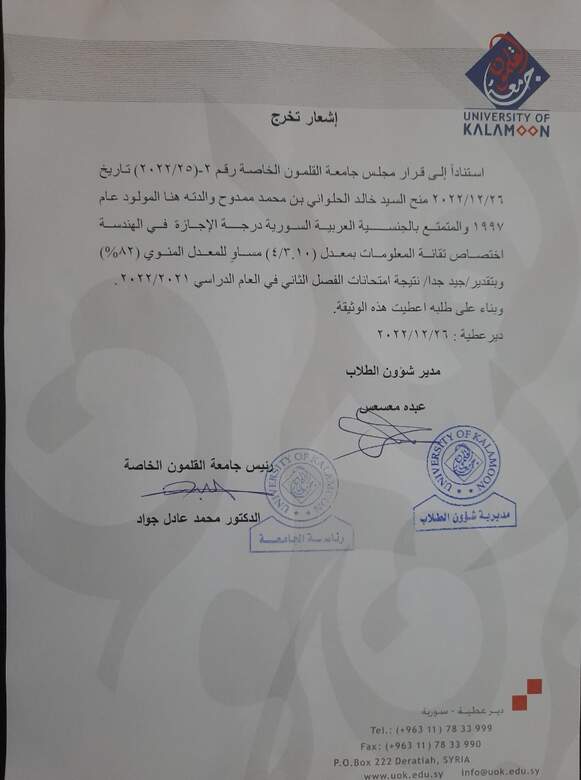 جامعة القلمون
UNIVERSITY OF
KALAMOON
إشعار تخرج
استناداً إلى قرار مجلس جامعة القلمون الخاصة رقم ٢-(٢٠٢٢/٢٥) تاريخ
٢٠٢٢/١٢/٢٦ منح السيد خالد الحلواني بن محمد ممدوح والدته هنا المولود عام
١٩٩٧ والمتمتع بالجنسية العربية السورية درجة الإجازة في الهندسة
اختصاص تقانة المعلومات بمعدل (٤/٣.١٠) مساوٍ للمعدل المئوي (٨٢%)
وبتقدير/جيد جدا/ نتيجة امتحانات الفصل الثاني في العام الدراسي ٢٠٢٢/٢٠٢١ .
وبناء على طلبه اعطيت هذه الوثيقة.
دير عطية : ٢٠٢٢/١٢/٢٦
مدير شؤون الطلاب
عبده معسعس
UNIVERSITY OF KALAMOON
مديرية شؤون الطلاب
رئيس جامعة القلمون الخاصة
الدكتور محمد عادل جواد
UNIVERSITY OF KALAMOON
رئاسة الجامعة
ديرعطية - سورية
Tel.: (+963 11) 78 33 999
Fax: (+963 11) 78 33 990
P.O.Box 222 Deratiah, SYRIA
www.uok.edu.sy info@uok.edu.sy